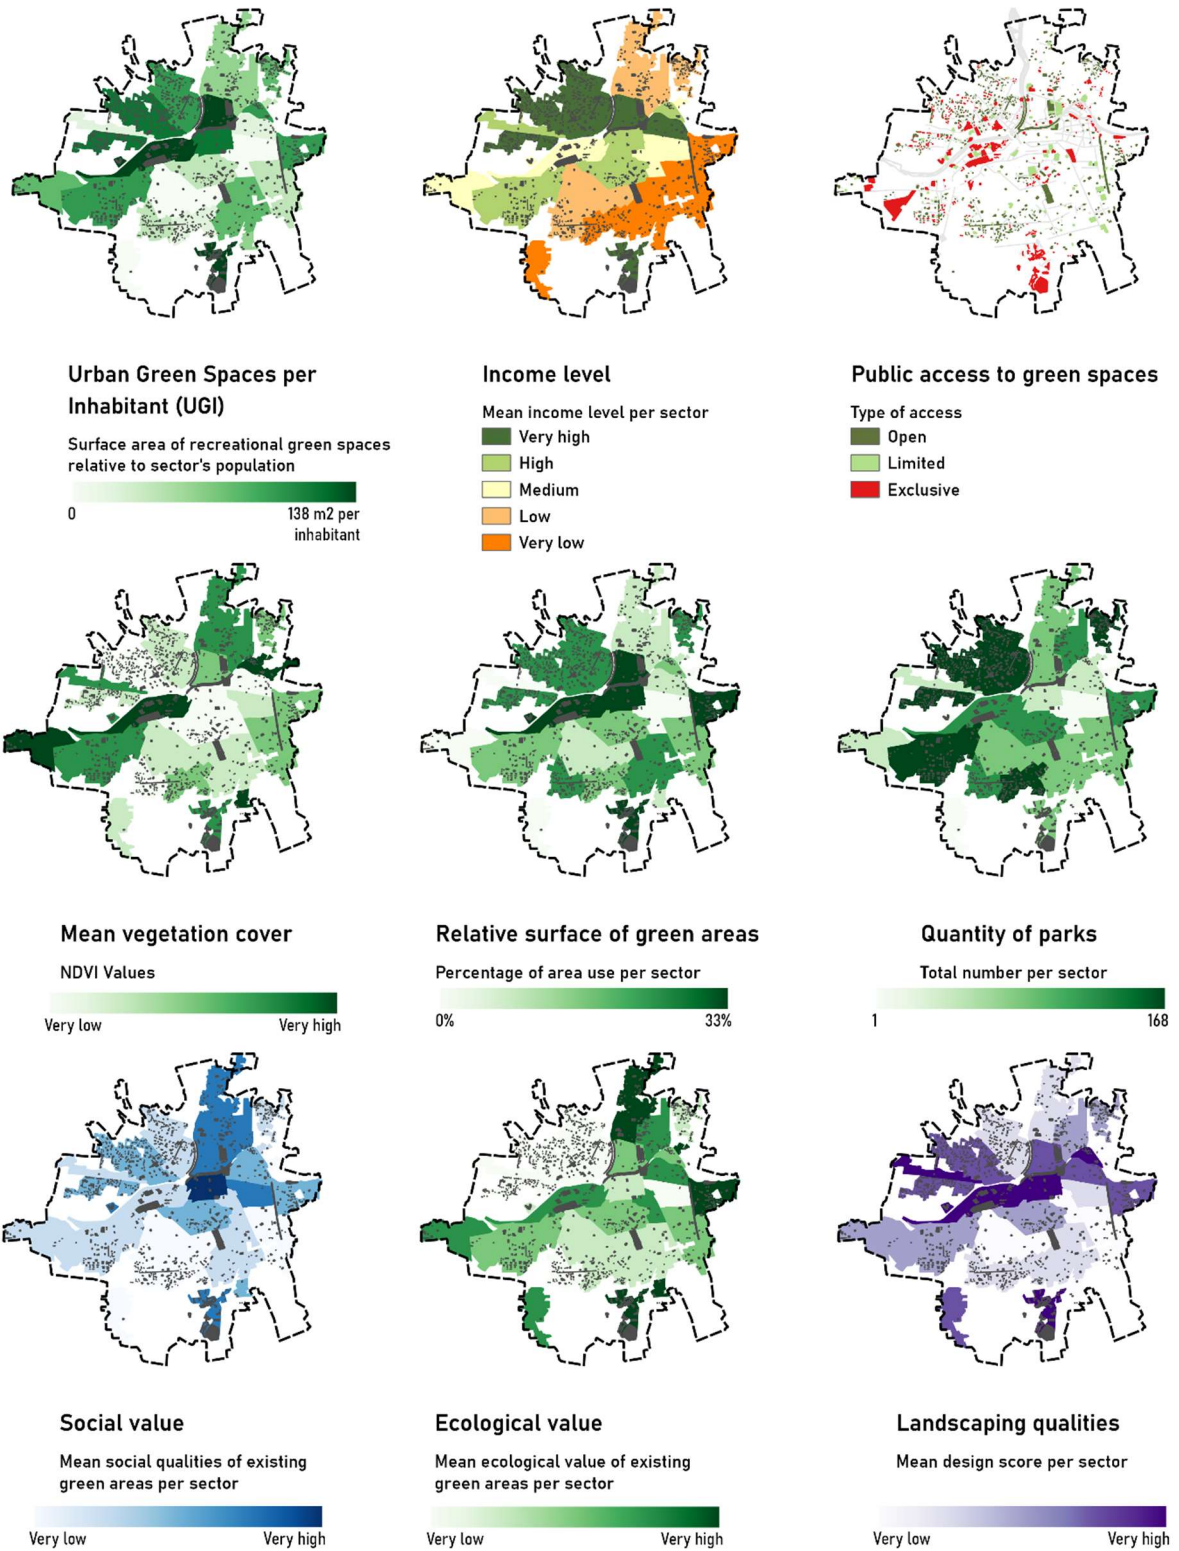 Urban Green Spaces per
Inhabitant (UGI)
Surface area of recreational green spaces
relative to sector's population
0
138 m2 per
inhabitant
Income level
Mean income level per sector
Very high
High
Medium
Low
Very low
Public access to green spaces
Type of access
Open
Limited
Exclusive
Mean vegetation cover
NDVI Values
Very low
Very high
Relative surface of green areas
Percentage of area use per sector
0%
33%
Quantity of parks
Total number per sector
1
168
Social value
Mean social qualities of existing
green areas per sector
Very low
Very high
Ecological value
Mean ecological value of existing
green areas per sector
Very low
Very high
Landscaping qualities
Mean design score per sector
Very low
Very high